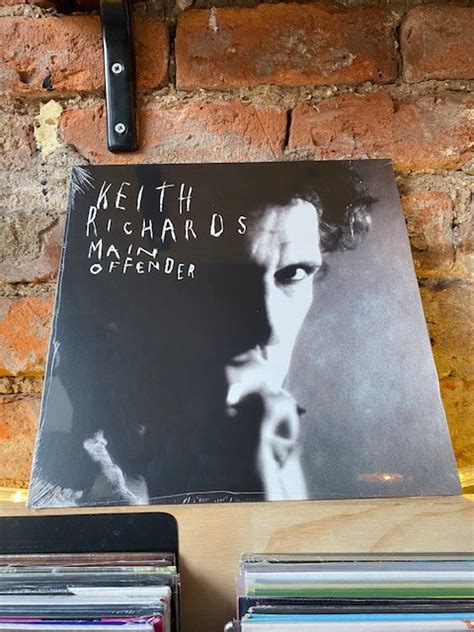 KEITH
RICHARDS
MAIN
OFFENDER